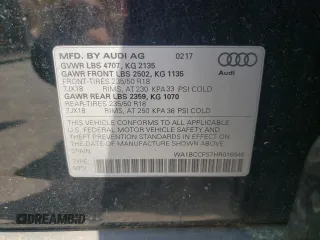 MFD. BY AUDI AG 0217
GVWR LBS 4707, KG 2135
GAWR FRONT LBS 2502, KG 1135
FRONT-TIRES 235/50 R18
7JX18 RIMS, AT 230 KPA 33 PSI COLD
GAWR REAR LBS 2359, KG 1070
REAR-TIRES 235/50 R18
7JX18 RIMS, AT 250 KPA 36 PSI COLD
THIS VEHICLE CONFORMS TO ALL APPLICABLE
U.S. FEDERAL MOTOR VEHICLE SAFETY
AND THEFT PREVENTION STANDARDS IN EFFECT ON
THE DATE OF MANUFACTURE SHOWN ABOVE.
TYPE: MPV
Audi
© DREAMBID